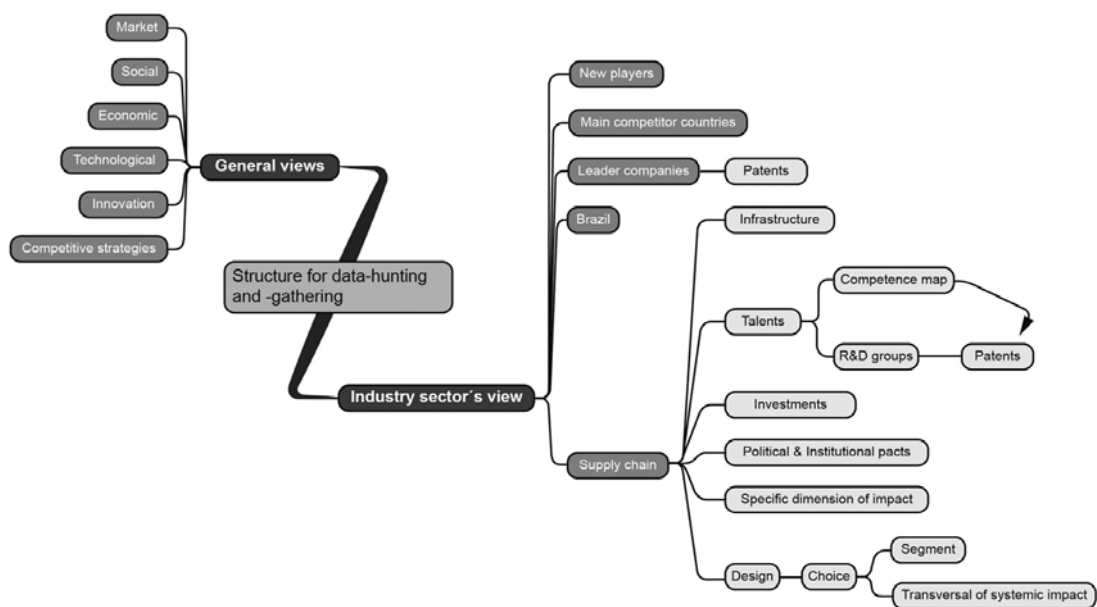 Market
Social
Economic
Technological
Innovation
Competitive strategies
General views
Structure for data-hunting
and -gathering
Industry sector´s view
New players
Main competitor countries
Leader companies
Patents
Brazil
Supply chain
Infrastructure
Talents
Competence map
R&D groups
Patents
Investments
Political & Institutional pacts
Specific dimension of impact
Design
Choice
Segment
Transversal of systemic impact